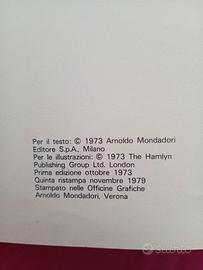 Per il testo: © 1973 Arnoldo Mondadori
Editore S.p.A., Milano
Per le illustrazioni: © 1973 The Hamlyn
Publishing Group Ltd. London
Prima edizione ottobre 1973
Quinta ristampa novembre 1979
Stampato nelle Officine Grafiche
Arnoldo Mondadori, Verona
subito